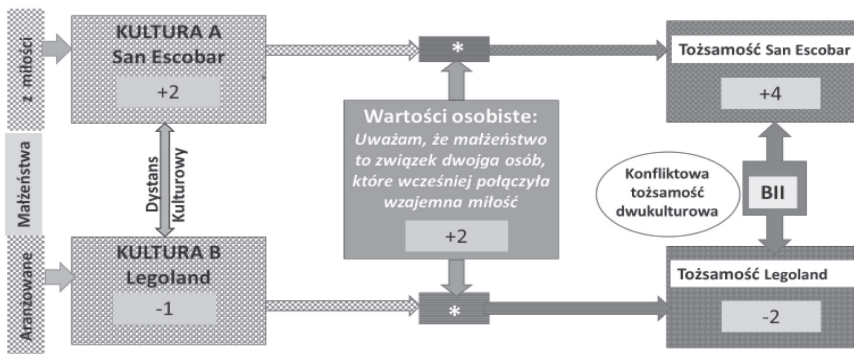 z miłości
Małżeństwa
Aranżowane
KULTURA A
San Escobar
+2
Dystans
Kulturowy
KULTURA B
Legoland
-1
*
Wartości osobiste:
Uważam, że małżeństwo
to związek dwojga osób,
które wcześniej połączyła
wzajemna miłość
+2
*
Tożsamość San Escobar
+4
Konfliktowa
tożsamość
dwukulturowa
BII
Tożsamość Legoland
-2